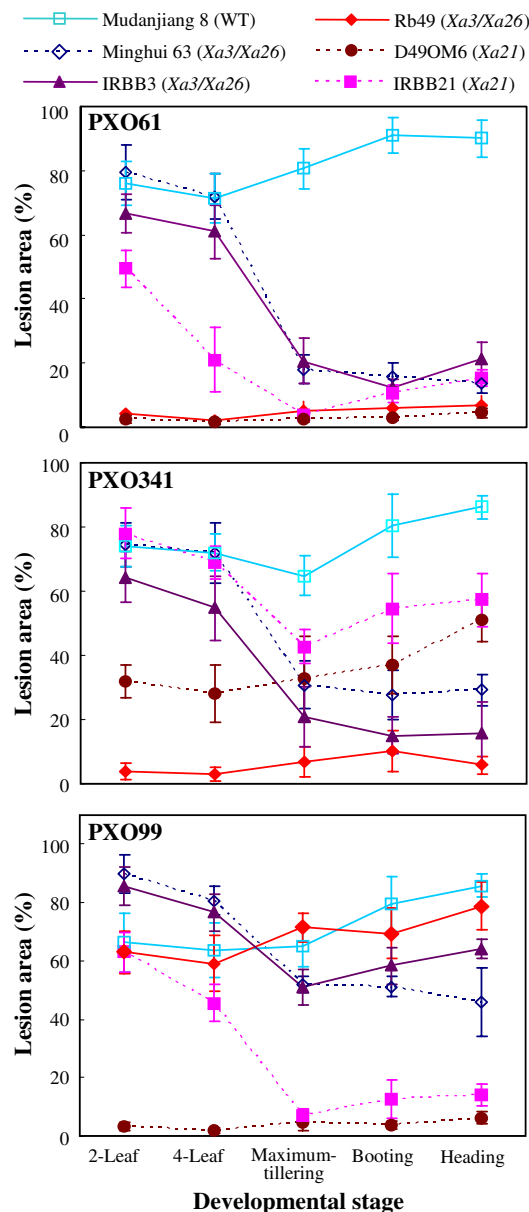 Mudanjiang 8 (WT) Rb49 (Xa3/Xa26)
Minghui 63 (Xa3/Xa26) D49OM6 (Xa21)
IRBB3 (Xa3/Xa26) IRBB21 (Xa21)
PXO61
100
80
60
40
20
0
Lesion area (%)
PXO341
100
80
60
40
20
0
Lesion area (%)
PXO99
100
80
60
40
20
0
Lesion area (%)
2-Leaf 4-Leaf Maximum- Booting Heading
tillering
Developmental stage